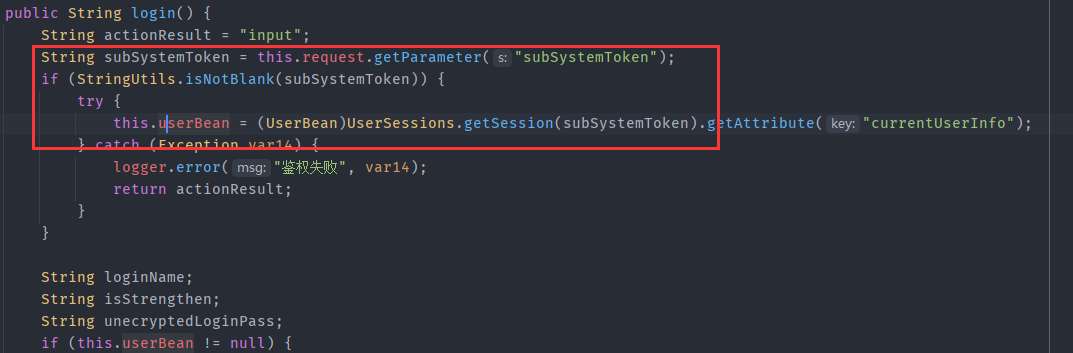 public String login() {
String actionResult = "input";
String subSystemToken = this.request.getParameter( s: "subSystemToken");
if (StringUtils.isNotBlank(subSystemToken)) {
try {
this.userBean = (UserBean)UserSessions.getSession(subSystemToken).getAttribute( key: "currentUserInfo");
} catch (Exception var14) {
logger.error( msg: "鉴权失败", var14);
return actionResult;
}
}
String loginName;
String isStrengthen;
String unecryptedLoginPass;
if (this.userBean != null) {